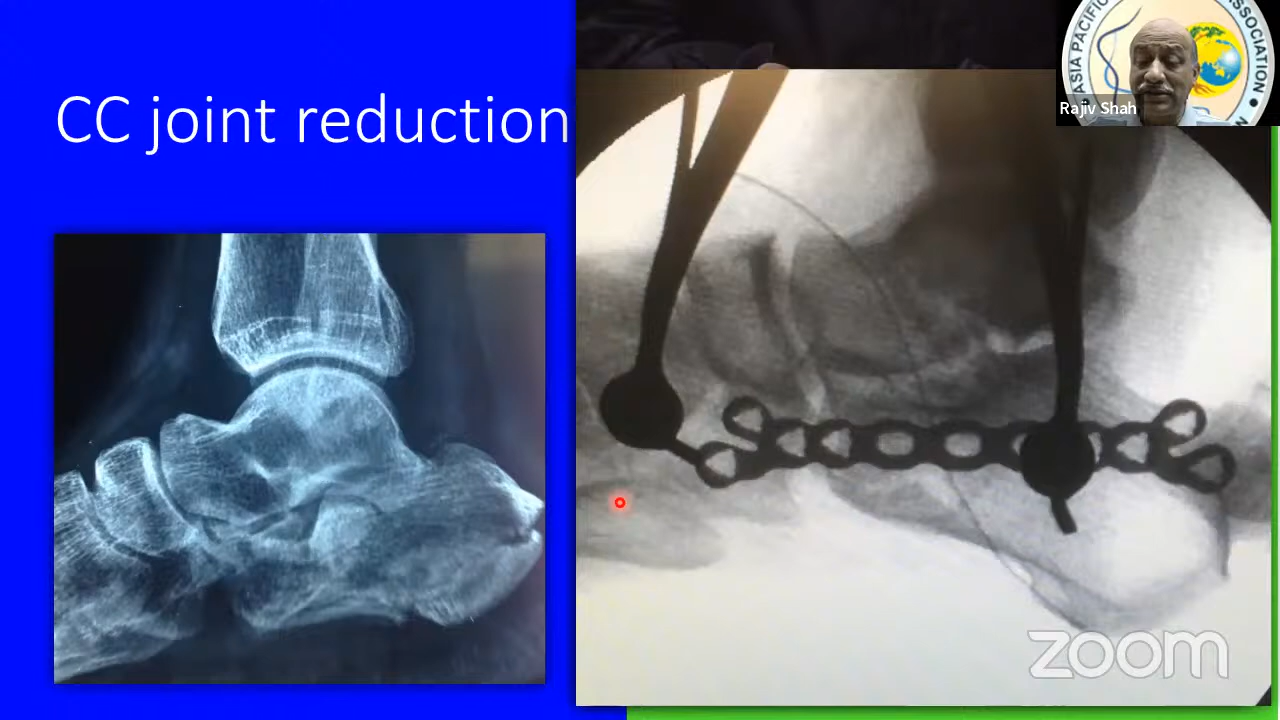 CC joint reduction
ASIA PACIFIC
ASSOCIATION
Rajiv Shah
zoom